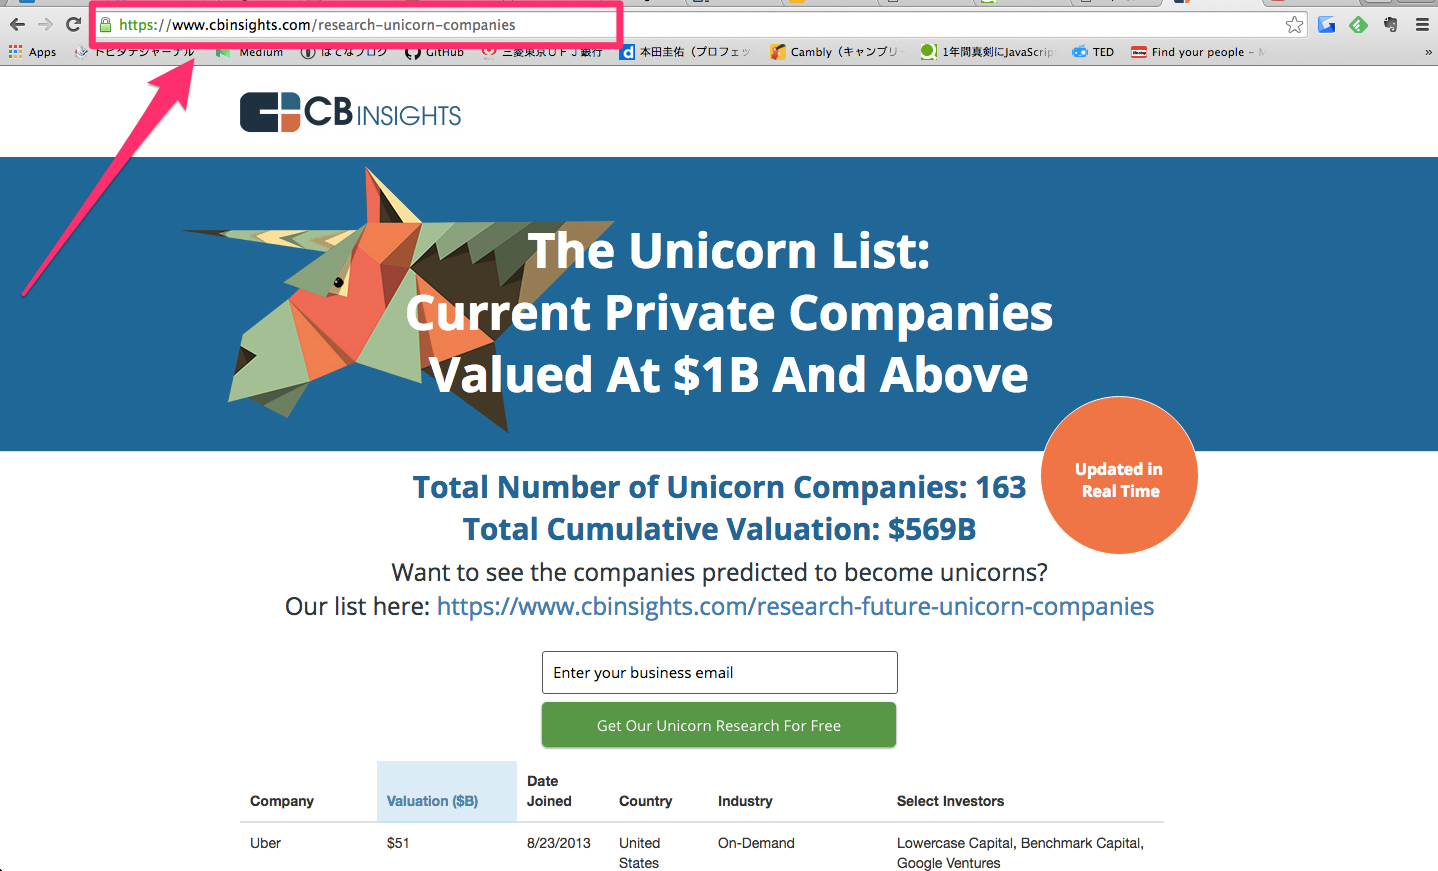 https://www.cbinsights.com/research-unicorn-companies
Apps トビタテジャーナル Medium はてなブログ GitHub 三菱東京ＵＦＪ銀行 本田圭佑（プロフェッ Cambly（キャンブリー 1年間真剣にJavaScrip TED Find your people - M »
CB INSIGHTS
The Unicorn List:
Current Private Companies
Valued At $1B And Above
Updated in
Real Time
Total Number of Unicorn Companies: 163
Total Cumulative Valuation: $569B
Want to see the companies predicted to become unicorns?
Our list here: https://www.cbinsights.com/research-future-unicorn-companies
Enter your business email
Get Our Unicorn Research For Free
Company Valuation ($B) Date Joined Country Industry Select Investors
Uber $51 8/23/2013 United States On-Demand Lowercase Capital, Benchmark Capital, Google Ventures